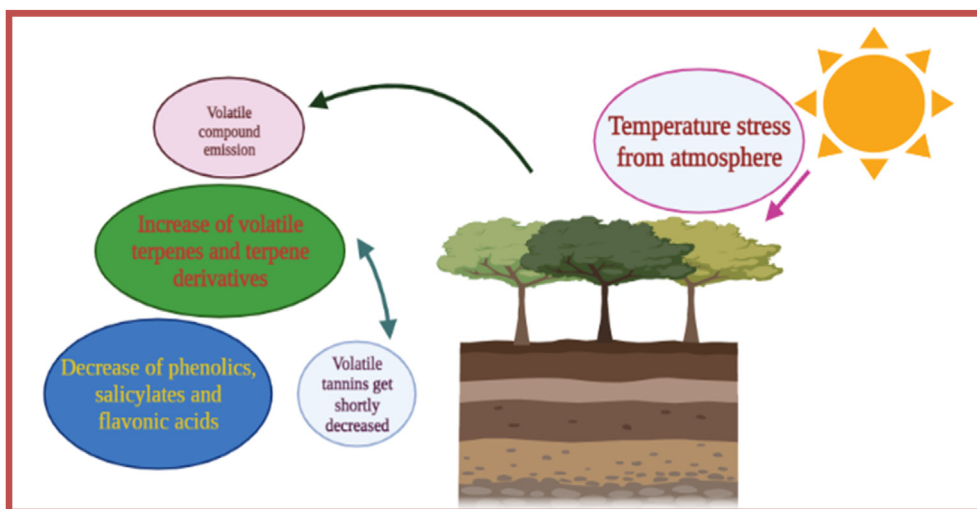 Volatile
compound
emission
Temperature stress
from atmosphere
Increase of volatile
terpenes and terpene
derivatives
Decrease of phenolics,
salicylates and
flavonic acids
Volatile
tannins get
shortly
decreased